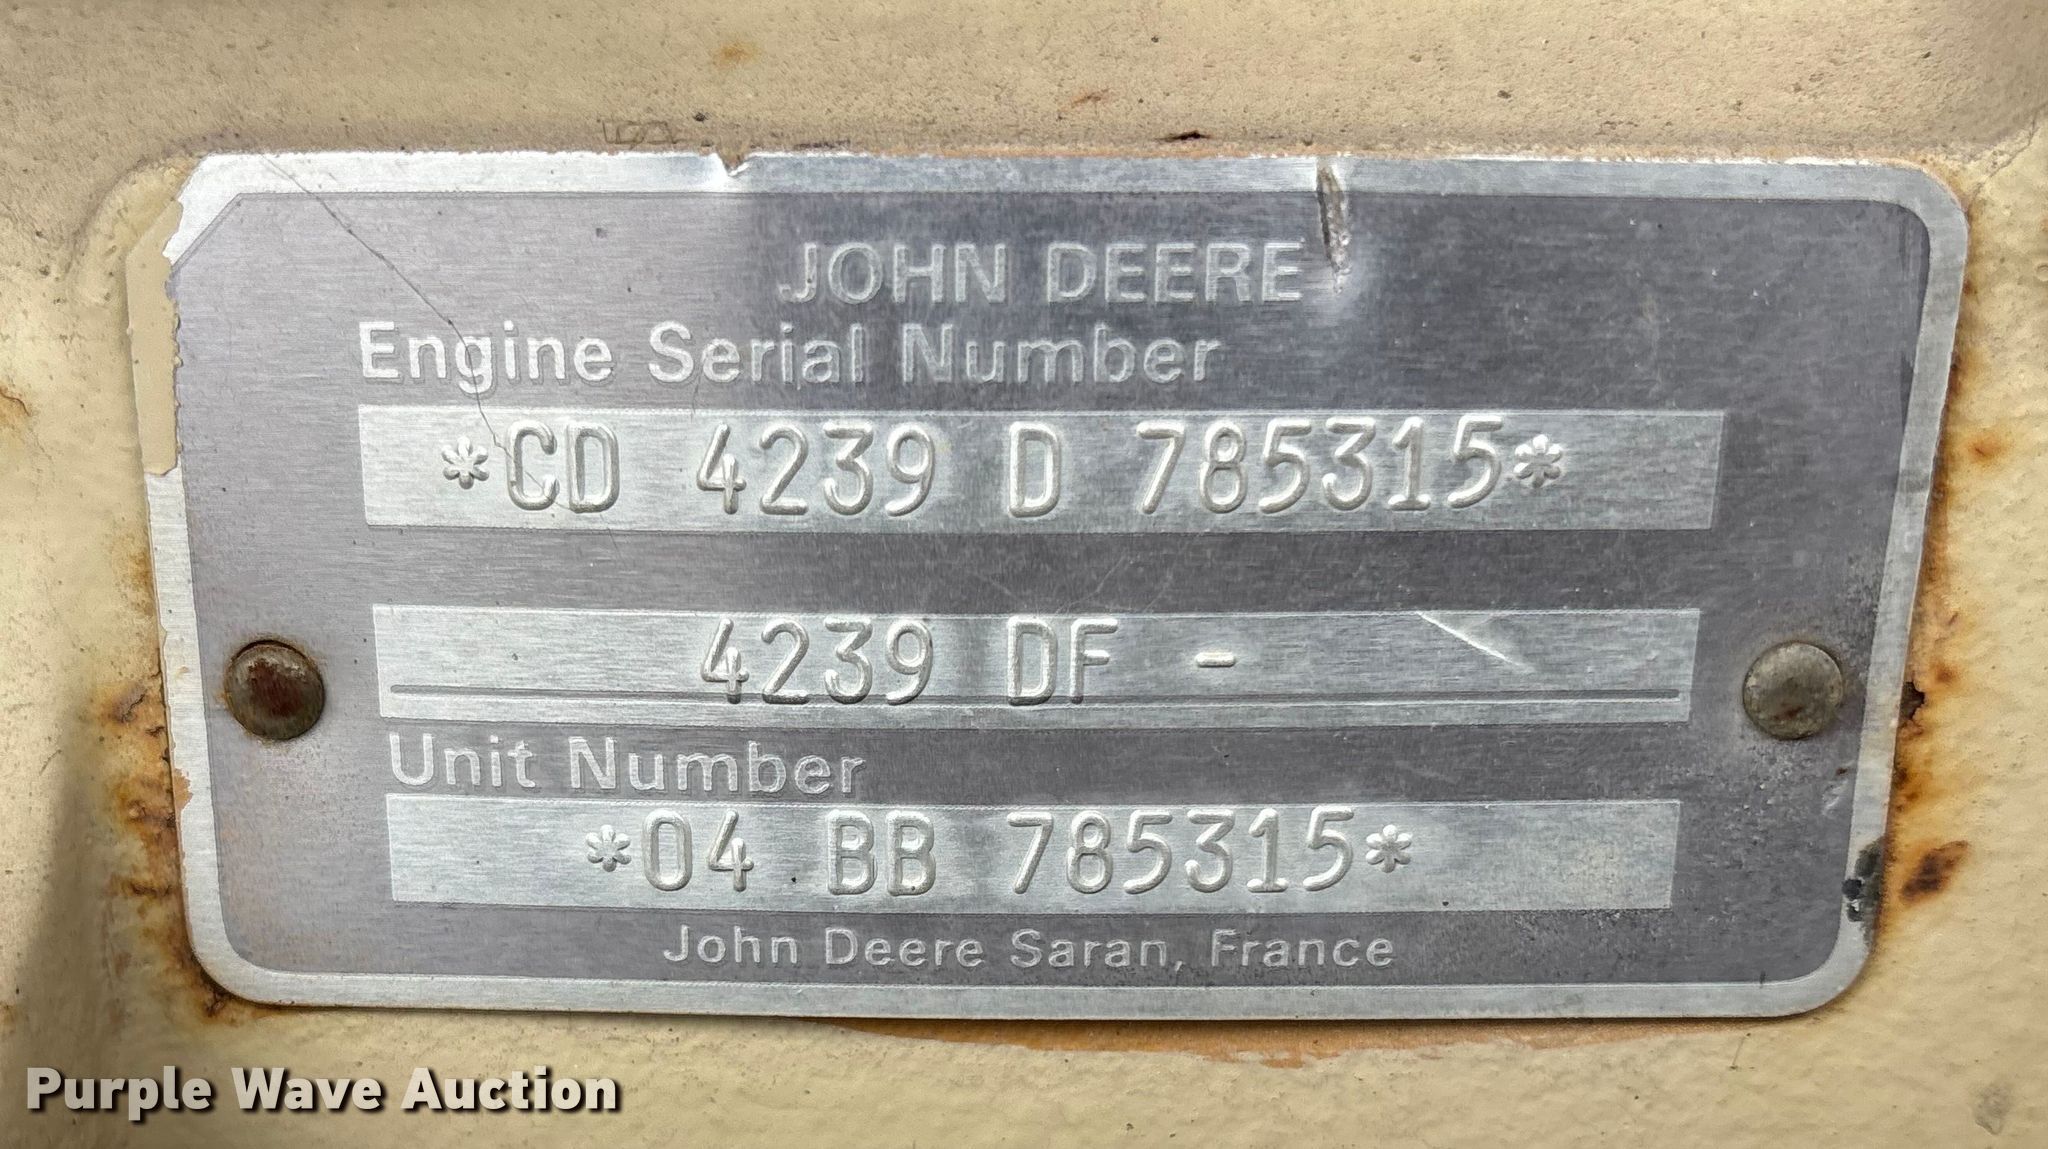 JOHN DEERE
Engine Serial Number
*CD 4239 D 785315*
4239 DF -
Unit Number
*04 BB 785315*
John Deere Saran, France
Purple Wave Auction